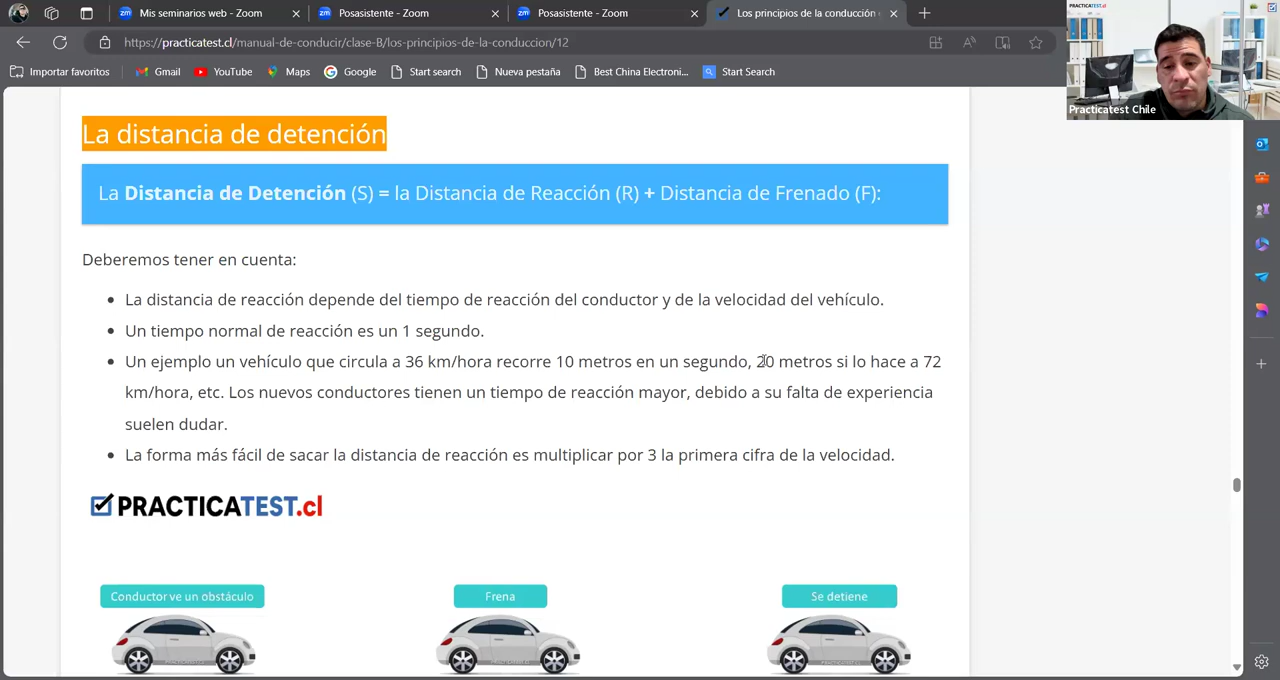 Mis seminarios web - Zoom
Posasistente - Zoom
Posasistente - Zoom
Los principios de la conducción
https://practicatest.cl/manual-de-conducir/clase-B/los-principios-de-la-conduccion/12
Importar favoritos
Gmail
YouTube
Maps
Google
Start search
Nueva pestaña
Best China Electroni...
Start Search
PRACTICATEST.cl
Practicatest Chile
La distancia de detención
La Distancia de Detención (S) = la Distancia de Reacción (R) + Distancia de Frenado (F):
Deberemos tener en cuenta:
La distancia de reacción depende del tiempo de reacción del conductor y de la velocidad del vehículo.
Un tiempo normal de reacción es un 1 segundo.
Un ejemplo un vehículo que circula a 36 km/hora recorre 10 metros en un segundo, 20 metros si lo hace a 72
km/hora, etc. Los nuevos conductores tienen un tiempo de reacción mayor, debido a su falta de experiencia
suelen dudar.
La forma más fácil de sacar la distancia de reacción es multiplicar por 3 la primera cifra de la velocidad.
PRACTICATEST.cl
Conductor ve un obstáculo
Frena
Se detiene
PRACTICATEST.CL
PRACTICATEST.CL
PRACTICATEST.CL